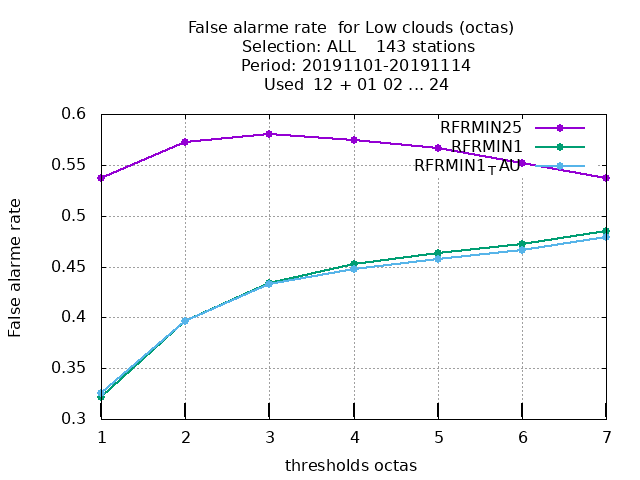 False alarme rate  for Low clouds (octas)
Selection: ALL    143 stations
Period: 20191101-20191114
Used  12 + 01 02 ... 24
RFRMIN25
RFRMIN1
RFRMIN1_TAU
0.6
0.55
0.5
0.45
0.4
0.35
0.3
False alarme rate
1 2 3 4 5 6 7
thresholds octas